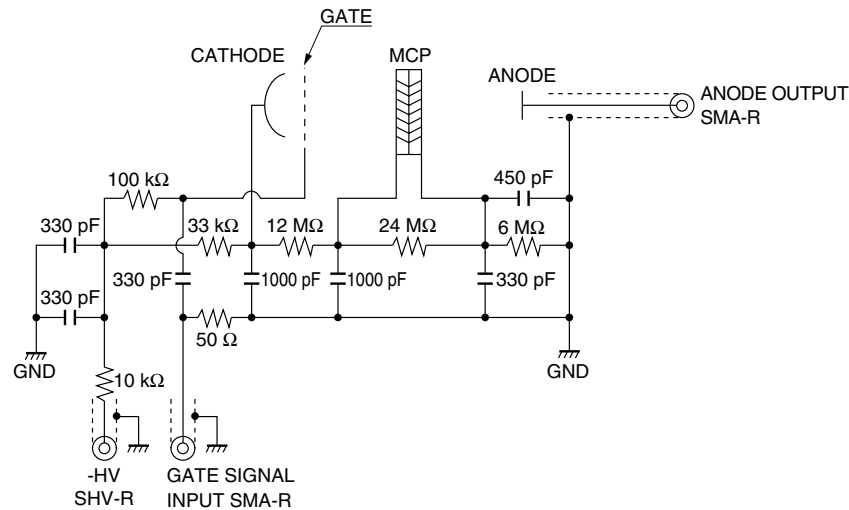 GATE
CATHODE
MCP
ANODE
ANODE OUTPUT
SMA-R
100 kΩ
450 pF
330 pF
33 kΩ
12 MΩ
24 MΩ
6 MΩ
330 pF
1000 pF
1000 pF
330 pF
330 pF
50 Ω
GND
GND
10 kΩ
-HV
SHV-R
GATE SIGNAL
INPUT SMA-R